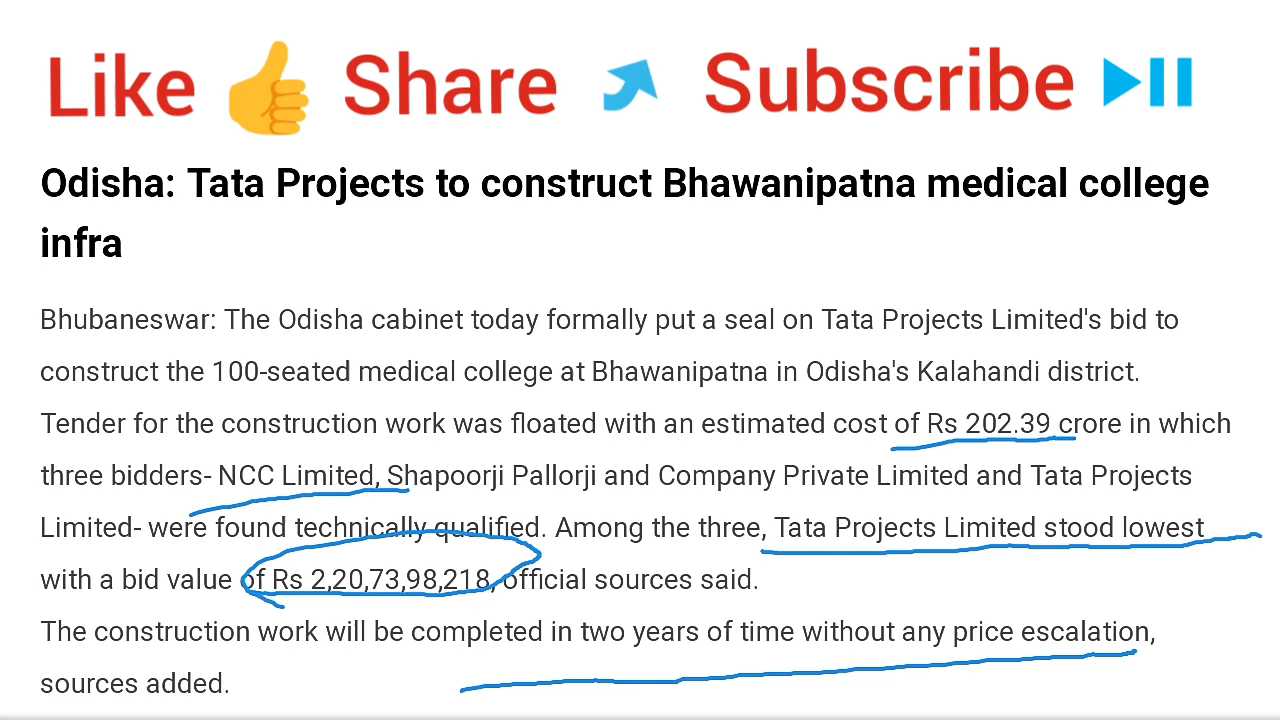 Like 👍 Share Subscribe
Odisha: Tata Projects to construct Bhawanipatna medical college
infra
Bhubaneswar: The Odisha cabinet today formally put a seal on Tata Projects Limited's bid to
construct the 100-seated medical college at Bhawanipatna in Odisha's Kalahandi district.
Tender for the construction work was floated with an estimated cost of Rs 202.39 crore in which
three bidders- NCC Limited, Shapoorji Pallorji and Company Private Limited and Tata Projects
Limited- were found technically qualified. Among the three, Tata Projects Limited stood lowest
with a bid value of Rs 2,20,73,98,218, official sources said.
The construction work will be completed in two years of time without any price escalation,
sources added.